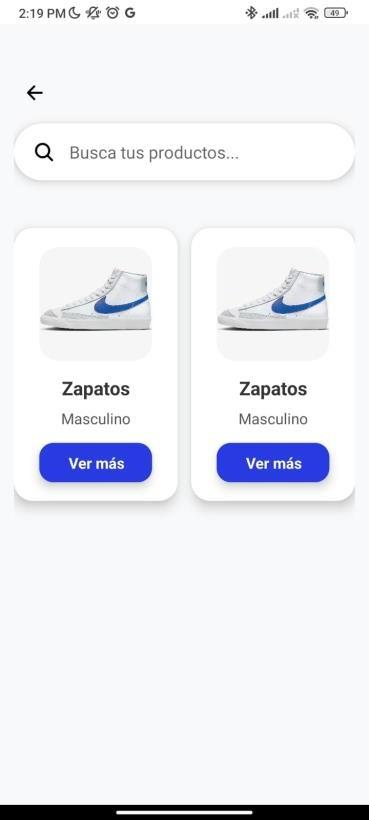 2:19 PM
49
Busca tus productos...
Zapatos
Masculino
Ver más
Zapatos
Masculino
Ver más